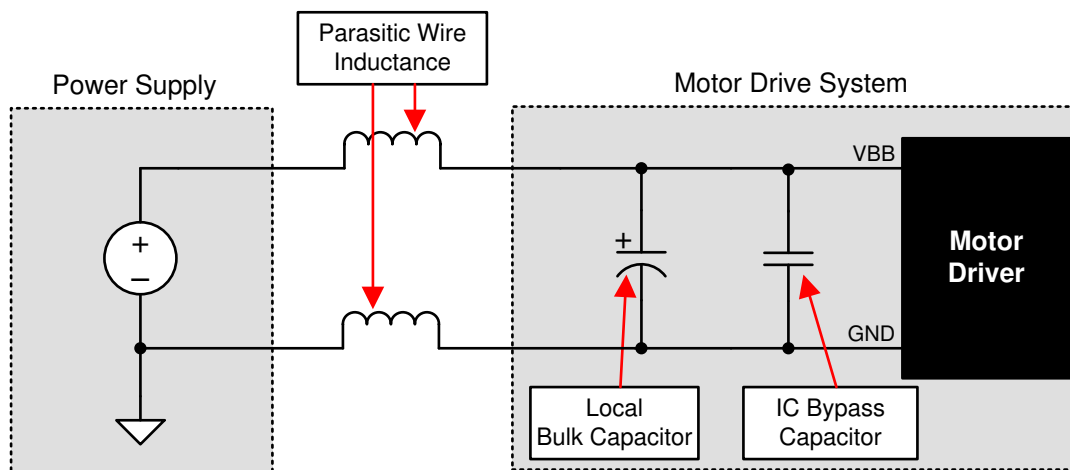 Parasitic Wire
Inductance
Power Supply
Motor Drive System
VBB
+
−
+
Motor
Driver
GND
Local
Bulk Capacitor
IC Bypass
Capacitor